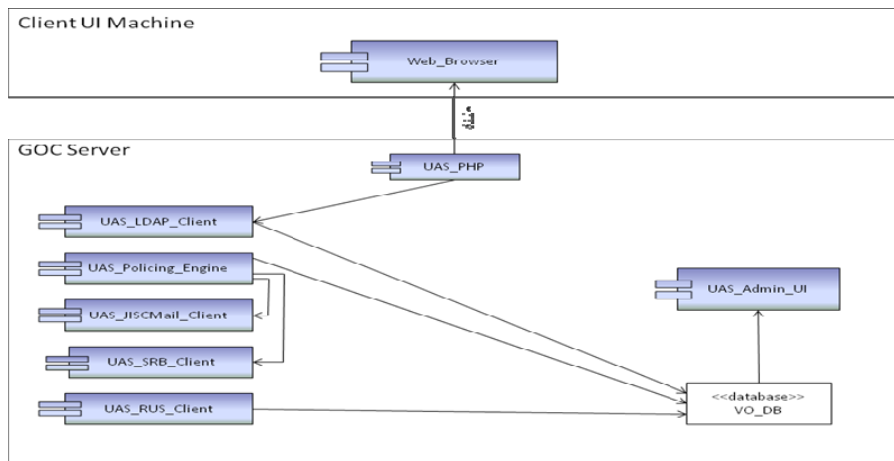 Client UI Machine
Web_Browser
GOC Server
UAS_PHP
UAS_LDAP_Client
UAS_Policing_Engine
UAS_Admin_UI
UAS_JISCMail_Client
UAS_SRB_Client
<<database>>
VO_DB
UAS_RUS_Client